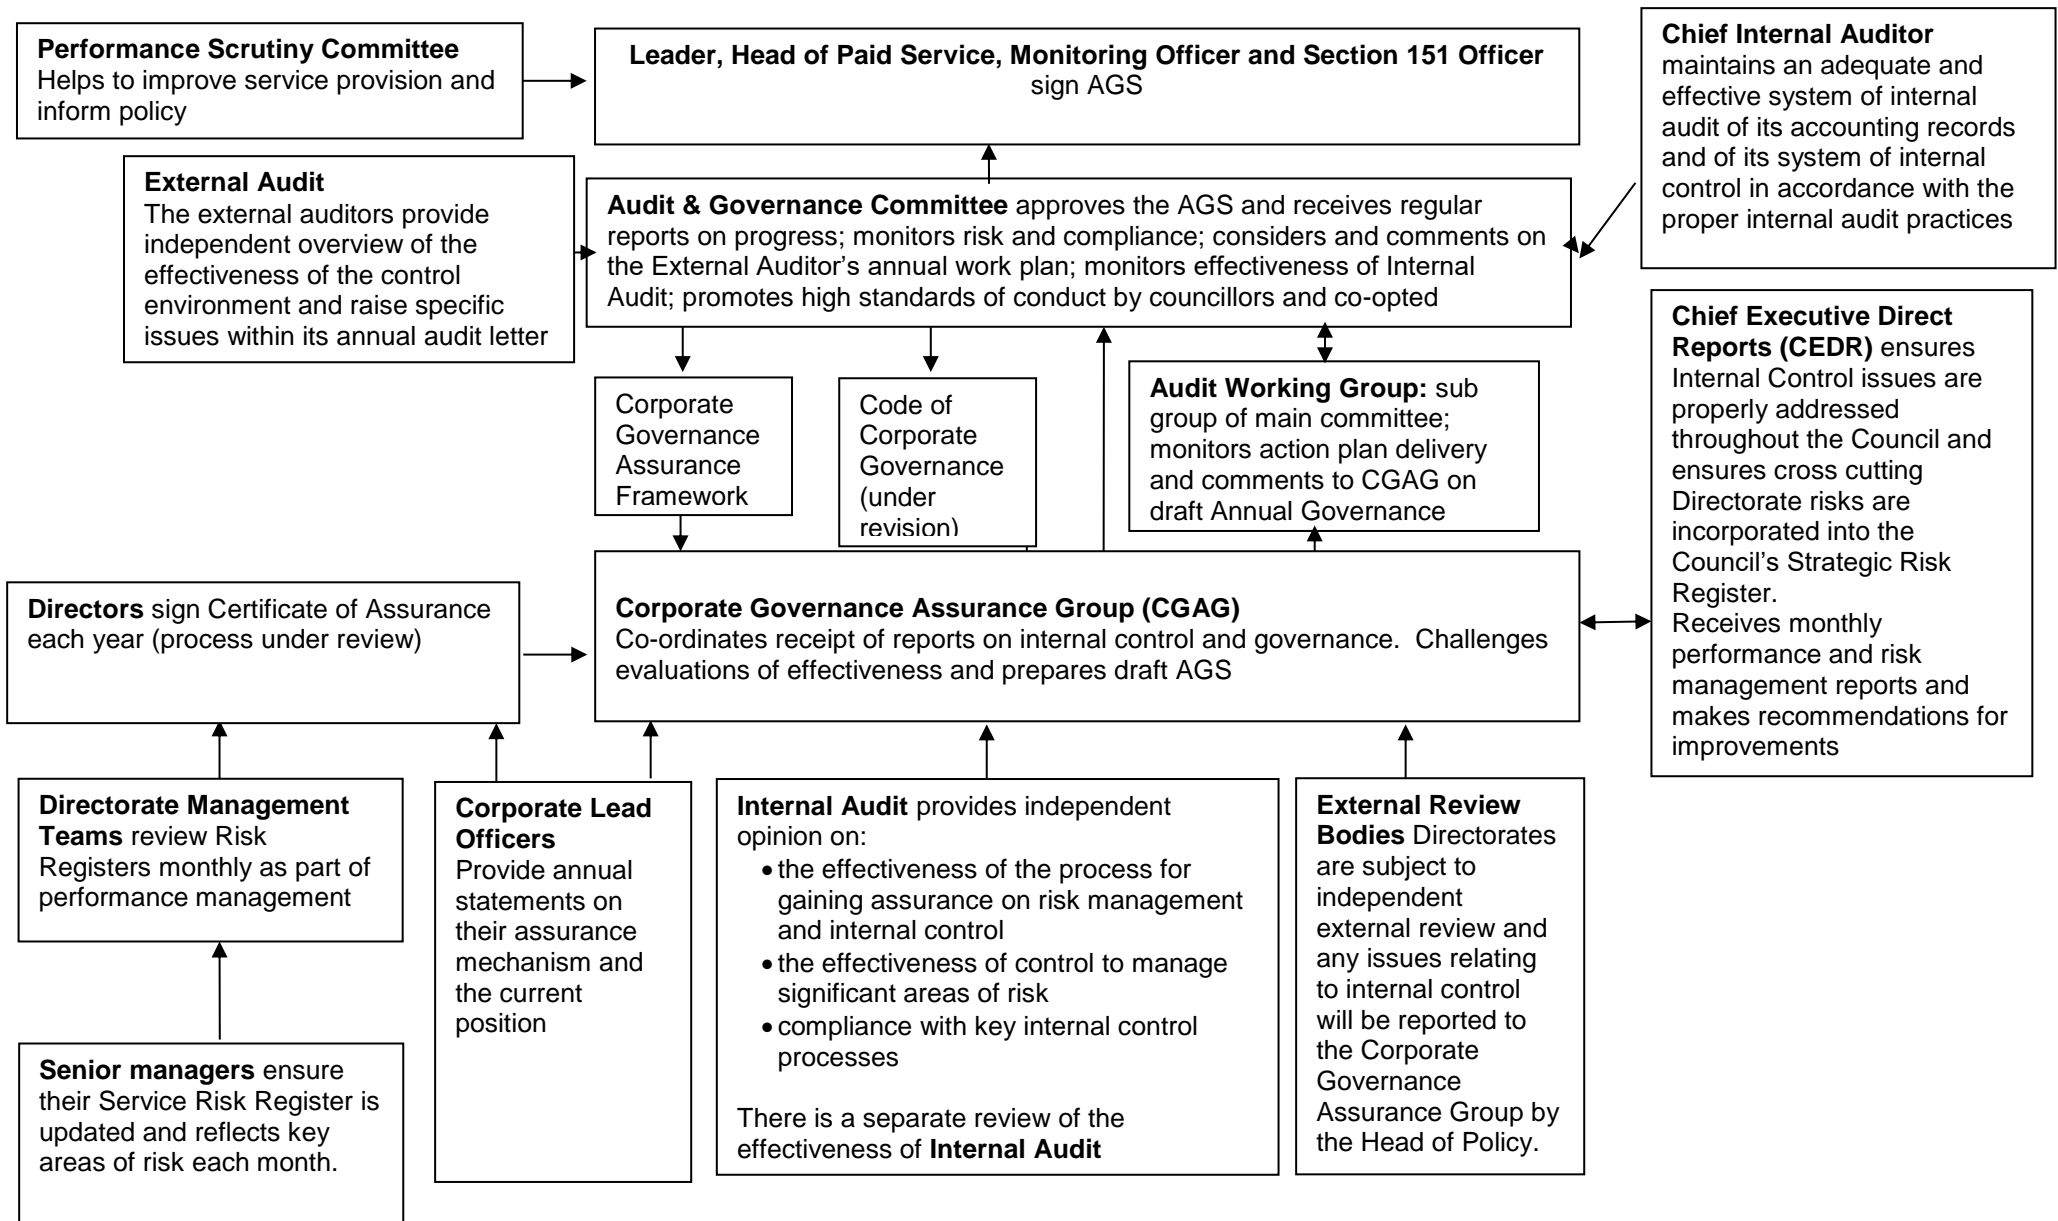 Performance Scrutiny Committee
Helps to improve service provision and
inform policy
Leader, Head of Paid Service, Monitoring Officer and Section 151 Officer
sign AGS
Chief Internal Auditor
maintains an adequate and
effective system of internal
audit of its accounting records
and of its system of internal
control in accordance with the
proper internal audit practices
External Audit
The external auditors provide
independent overview of the
effectiveness of the control
environment and raise specific
issues within its annual audit letter
Audit & Governance Committee approves the AGS and receives regular
reports on progress; monitors risk and compliance; considers and comments on
the External Auditor’s annual work plan; monitors effectiveness of Internal
Audit; promotes high standards of conduct by councillors and co-opted
Chief Executive Direct
Reports (CEDR) ensures
Internal Control issues are
properly addressed
throughout the Council and
ensures cross cutting
Directorate risks are
incorporated into the
Council’s Strategic Risk
Register.
Receives monthly
performance and risk
management reports and
makes recommendations for
improvements
Corporate
Governance
Assurance
Framework
Code of
Corporate
Governance
(under
revision)
Audit Working Group: sub
group of main committee;
monitors action plan delivery
and comments to CGAG on
draft Annual Governance
Directors sign Certificate of Assurance
each year (process under review)
Corporate Governance Assurance Group (CGAG)
Co-ordinates receipt of reports on internal control and governance.  Challenges
evaluations of effectiveness and prepares draft AGS
Directorate Management
Teams review Risk
Registers monthly as part of
performance management
Corporate Lead
Officers
Provide annual
statements on
their assurance
mechanism and
the current
position
Internal Audit provides independent
opinion on:
• the effectiveness of the process for
gaining assurance on risk management
and internal control
• the effectiveness of control to manage
significant areas of risk
• compliance with key internal control
processes
There is a separate review of the
effectiveness of Internal Audit
External Review
Bodies Directorates
are subject to
independent
external review and
any issues relating
to internal control
will be reported to
the Corporate
Governance
Assurance Group by
the Head of Policy.
Senior managers ensure
their Service Risk Register is
updated and reflects key
areas of risk each month.